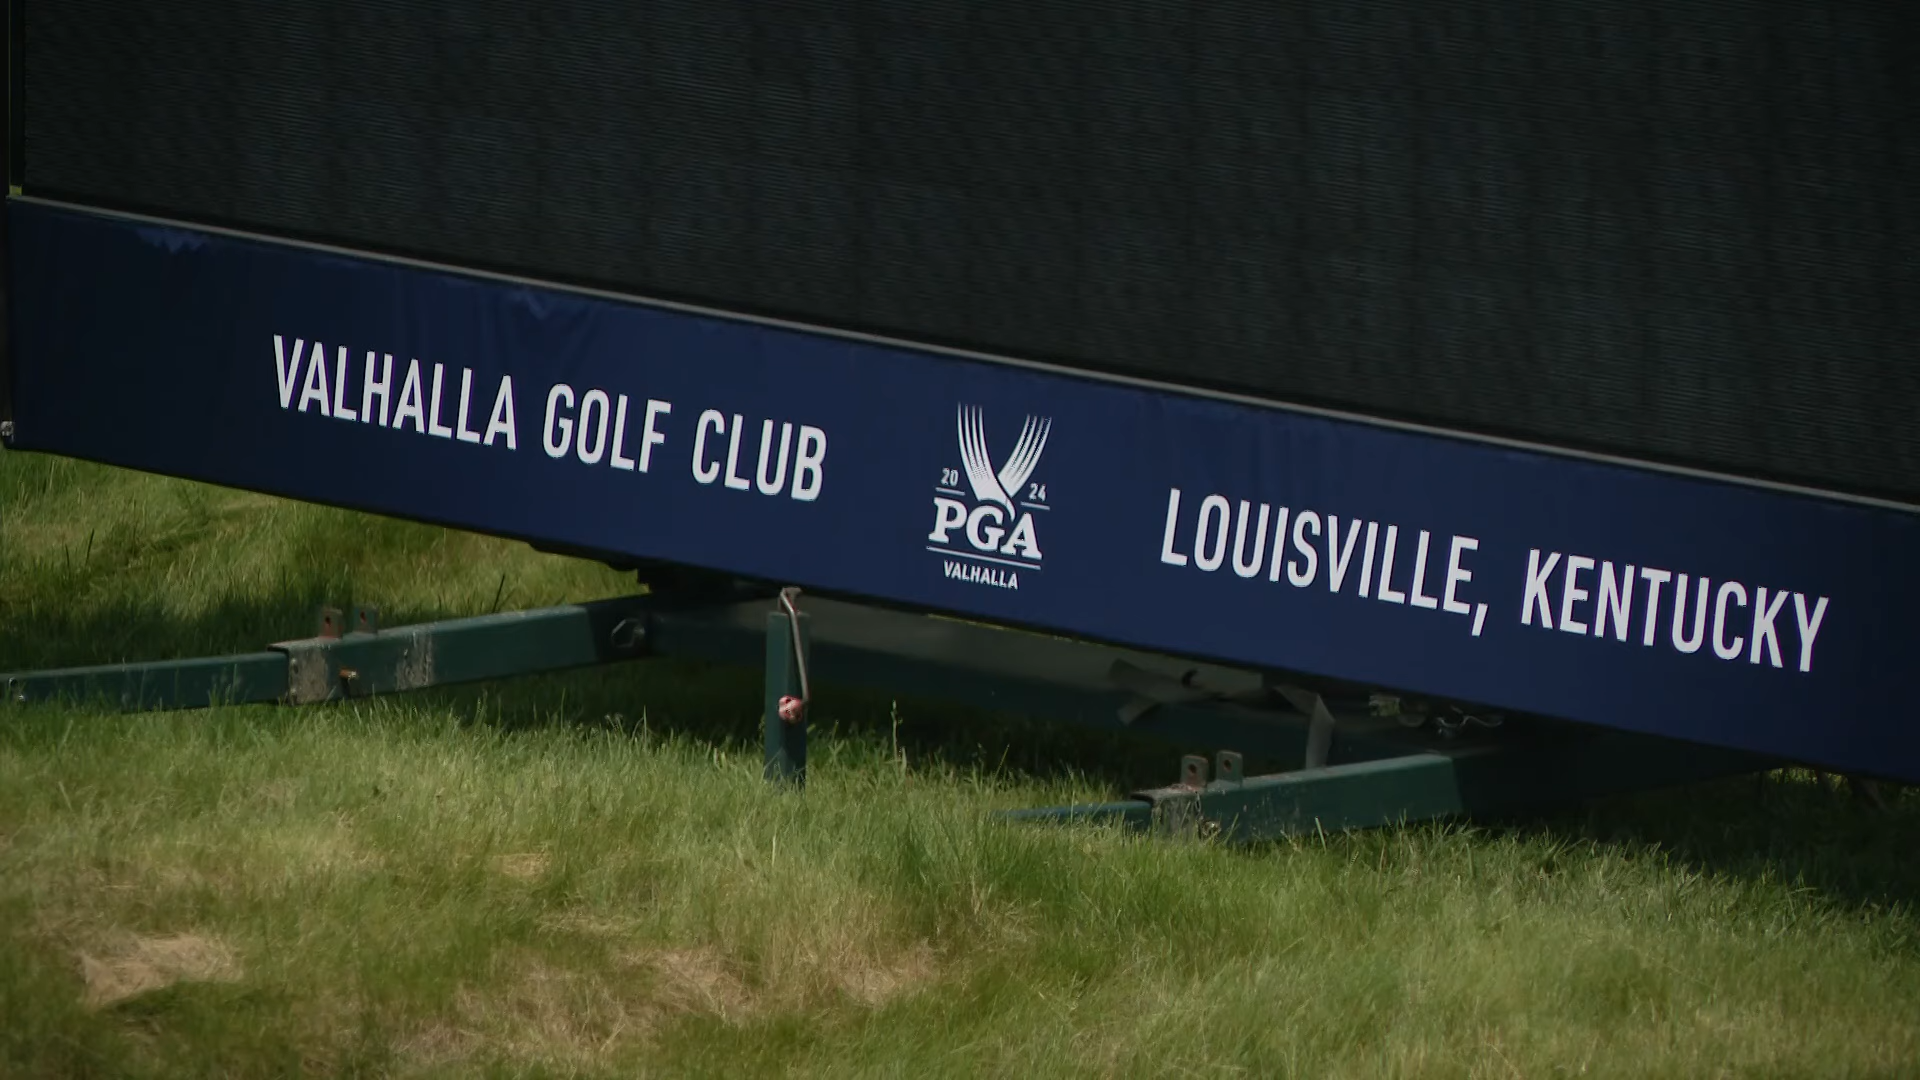 VALHALLA GOLF CLUB
20 24
PGA
VALHALLA
LOUISVILLE, KENTUCKY